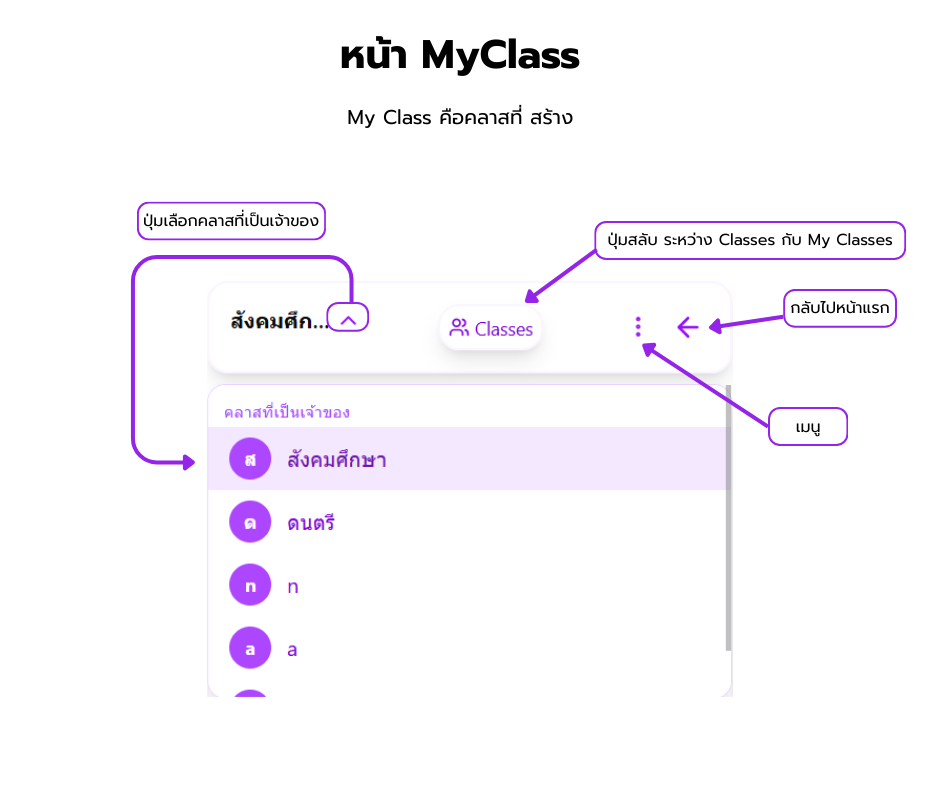 หน้า MyClass
My Class คือคลาสที่ สร้าง
ปุ่มเลือกคลาสที่เป็นเจ้าของ
ปุ่มสลับ ระหว่าง Classes กับ My Classes
กลับไปหน้าแรก
สังคมศึก...
Classes
เมนู
คลาสที่เป็นเจ้าของ
ส สังคมศึกษา
ด ดนตรี
ก ก
a a